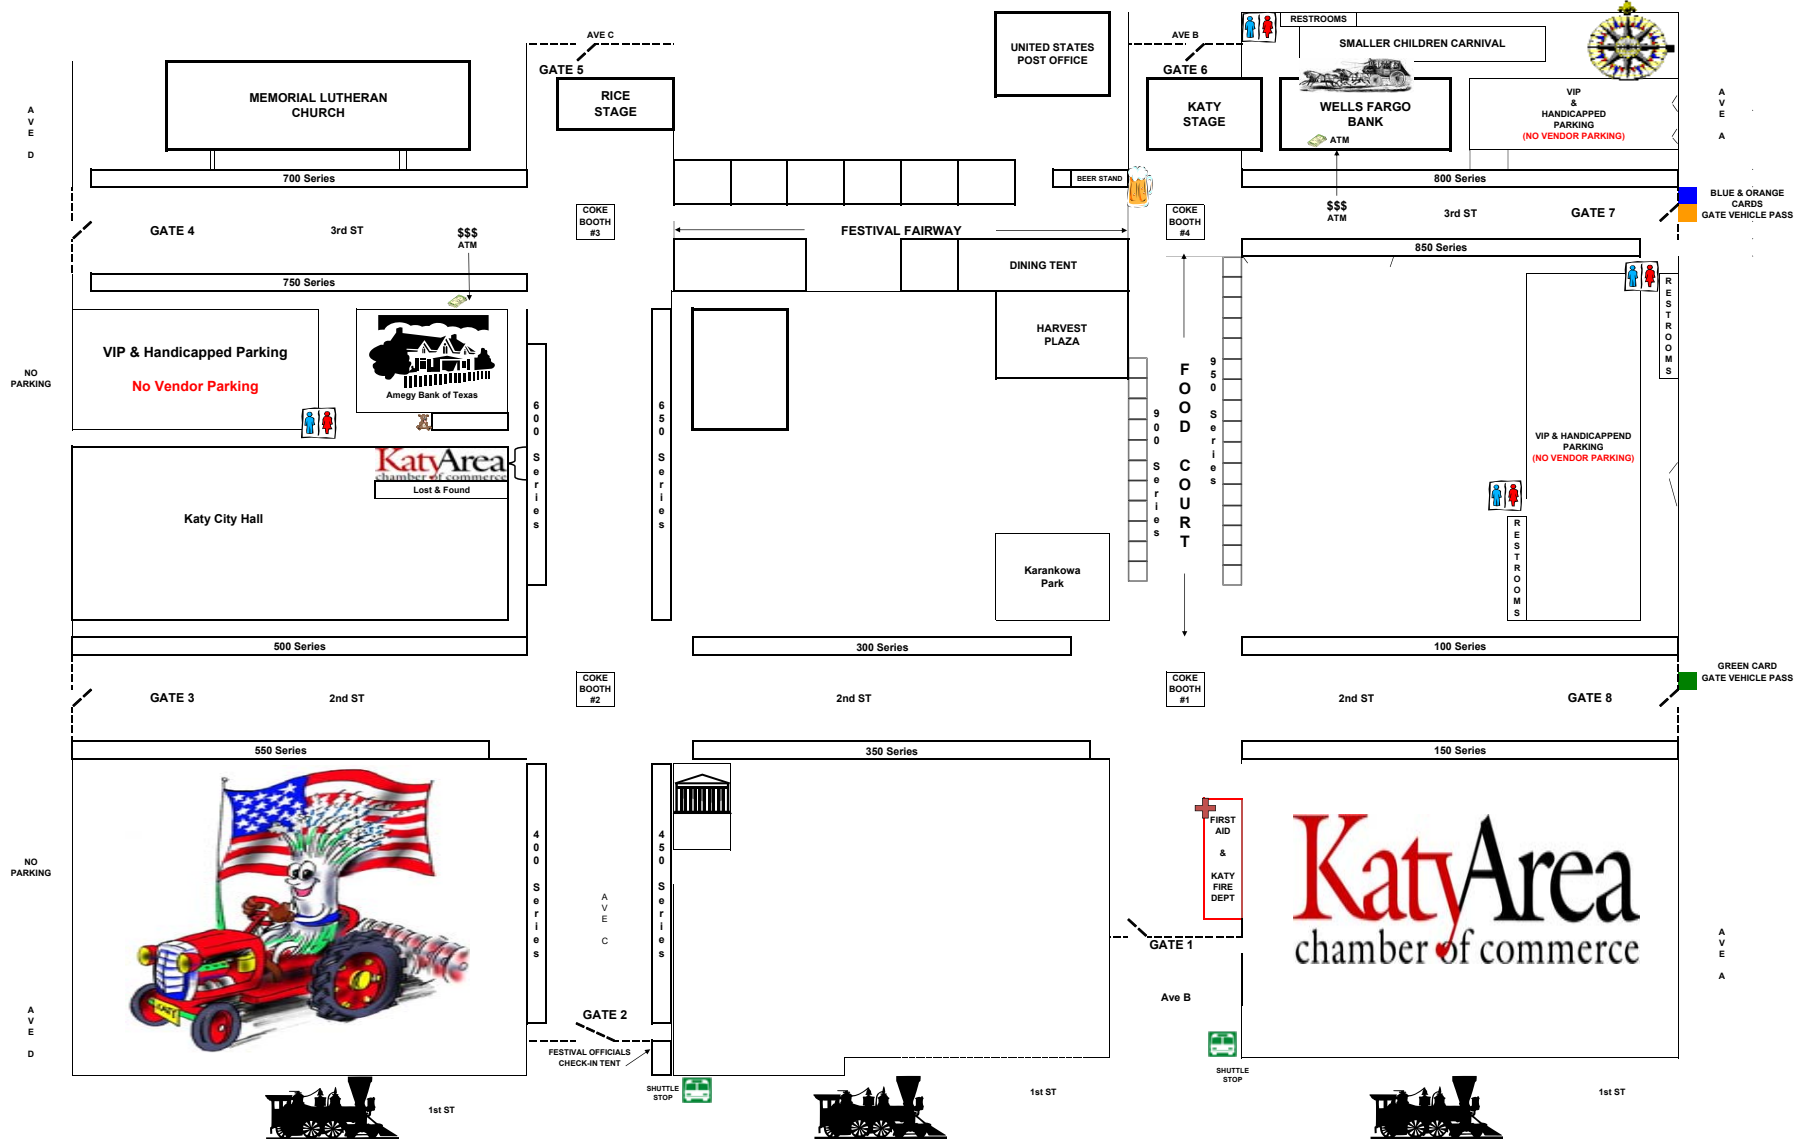 AVE C
GATE 5
RICE
STAGE
UNITED STATES
POST OFFICE
AVE B
GATE 6
KATY
STAGE
RESTROOMS
SMALLER CHILDREN CARNIVAL
WELLS FARGO
BANK
ATM
VIP
&
HANDICAPPED
PARKING
(NO VENDOR PARKING)
AVE A
AVE D
MEMORIAL LUTHERAN
CHURCH
700 Series
BEER STAND
800 Series
BLUE & ORANGE
CARDS
GATE VEHICLE PASS
GATE 4
3rd ST
$$$
ATM
COKE
BOOTH
#3
FESTIVAL FAIRWAY
COKE
BOOTH
#4
$$$
ATM
3rd ST
GATE 7
850 Series
DINING TENT
750 Series
RESTROOMS
VIP & Handicapped Parking
No Vendor Parking
NO
PARKING
Amegy Bank of Texas
HARVEST
PLAZA
600 Series
650 Series
900 Series
FOOD COURT
950 Series
VIP & HANDICAPPEND
PARKING
(NO VENDOR PARKING)
KatyArea
chamber of commerce
Lost & Found
Katy City Hall
RESTROOMS
Karankowa
Park
500 Series
300 Series
100 Series
GREEN CARD
GATE VEHICLE PASS
GATE 3
2nd ST
COKE
BOOTH
#2
2nd ST
COKE
BOOTH
#1
2nd ST
GATE 8
550 Series
350 Series
150 Series
NO
PARKING
400 Series
AVE C
450 Series
FIRST
AID
&
KATY
FIRE
DEPT
KatyArea
chamber of commerce
GATE 1
Ave B
AVE A
AVE D
KATY
GATE 2
FESTIVAL OFFICIALS
CHECK-IN TENT
SHUTTLE
STOP
SHUTTLE
STOP
1st ST
1st ST
1st ST